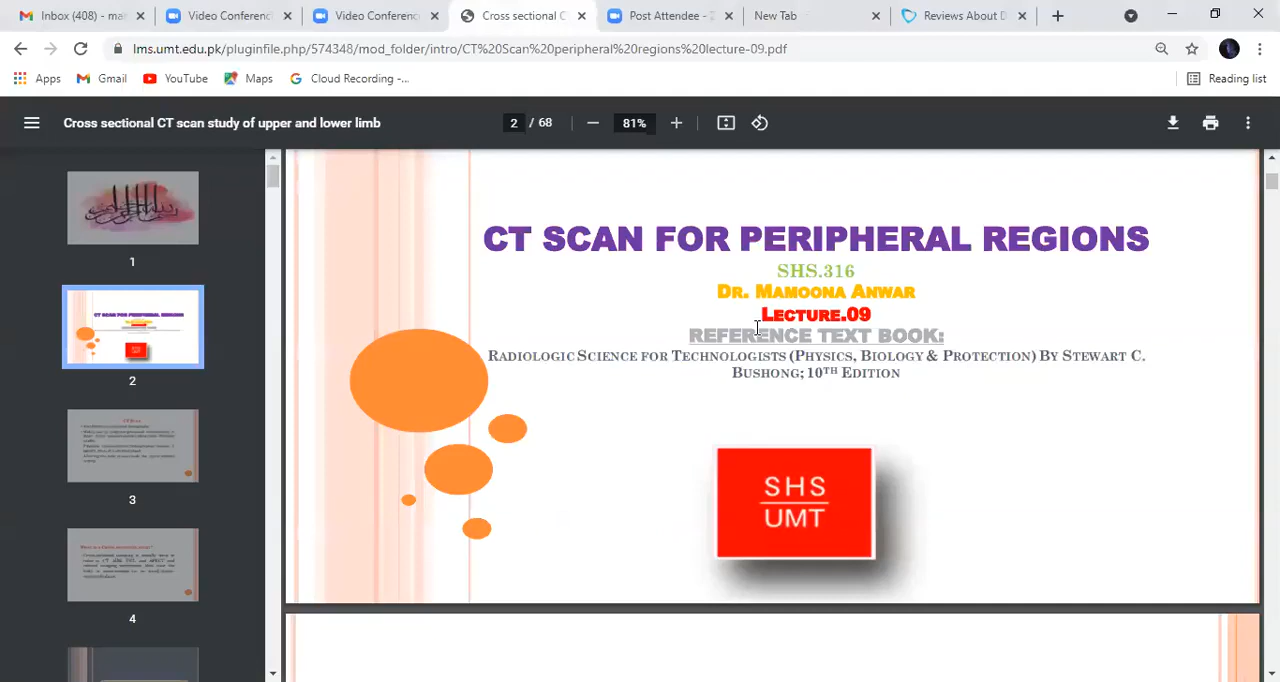 Inbox (408) - ma
Video Conferenc
Video Conferenc
Cross sectional C
Post Attendee - Z
New Tab
Reviews About D
lms.umt.edu.pk/pluginfile.php/574348/mod_folder/intro/CT%20Scan%20peripheral%20regions%20lecture-09.pdf
Apps
Gmail
YouTube
Maps
Cloud Recording -...
Reading list
Cross sectional CT scan study of upper and lower limb
2 / 68
81%
1
2
3
4
CT SCAN FOR PERIPHERAL REGIONS
SHS.316
DR. MAMOONA ANWAR
LECTURE.09
REFERENCE TEXT BOOK:
RADIOLOGIC SCIENCE FOR TECHNOLOGISTS (PHYSICS, BIOLOGY & PROTECTION) BY STEWART C.
BUSHONG; 10TH EDITION
SHS
UMT